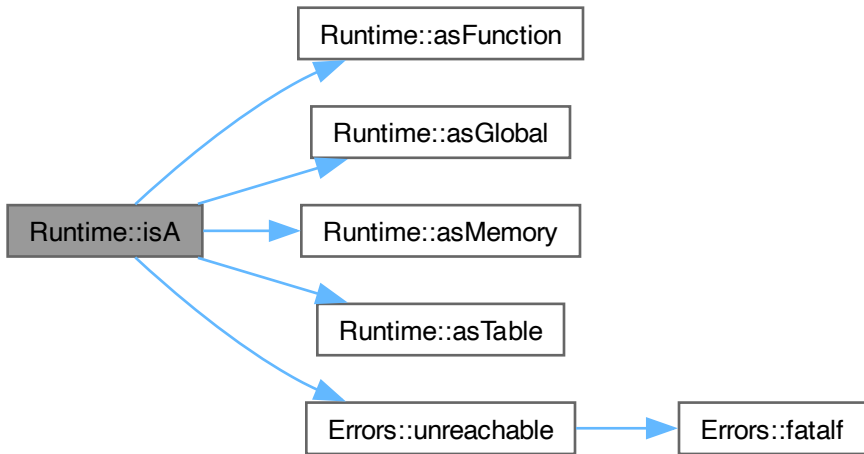 Runtime::isA
Runtime::asFunction
Runtime::asGlobal
Runtime::asMemory
Runtime::asTable
Errors::unreachable
Errors::fatalf